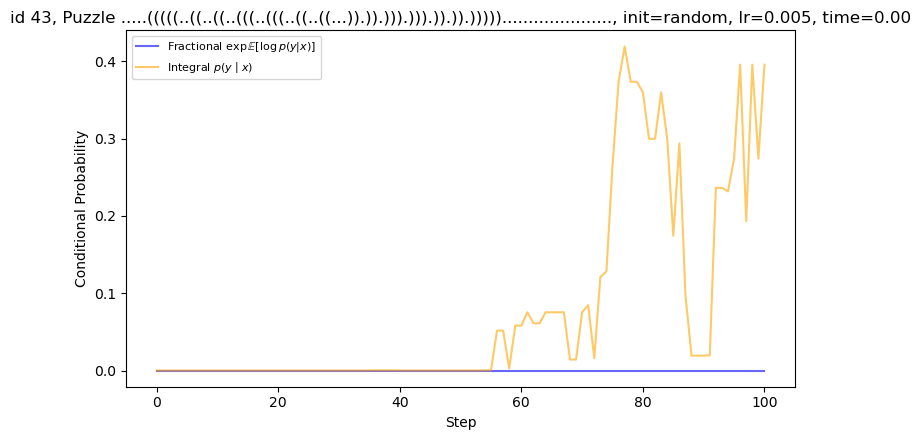 id 43, Puzzle .....(((((..((..((..(((..(((..((..((...)).)).))).))).)).)).)))))....................., init=random, lr=0.005, time=0.00
Fractional exp𝔼[log p(y|x)]
Integral p(y | x)
Conditional Probability
0.4
0.3
0.2
0.1
0.0
0 20 40 60 80 100
Step